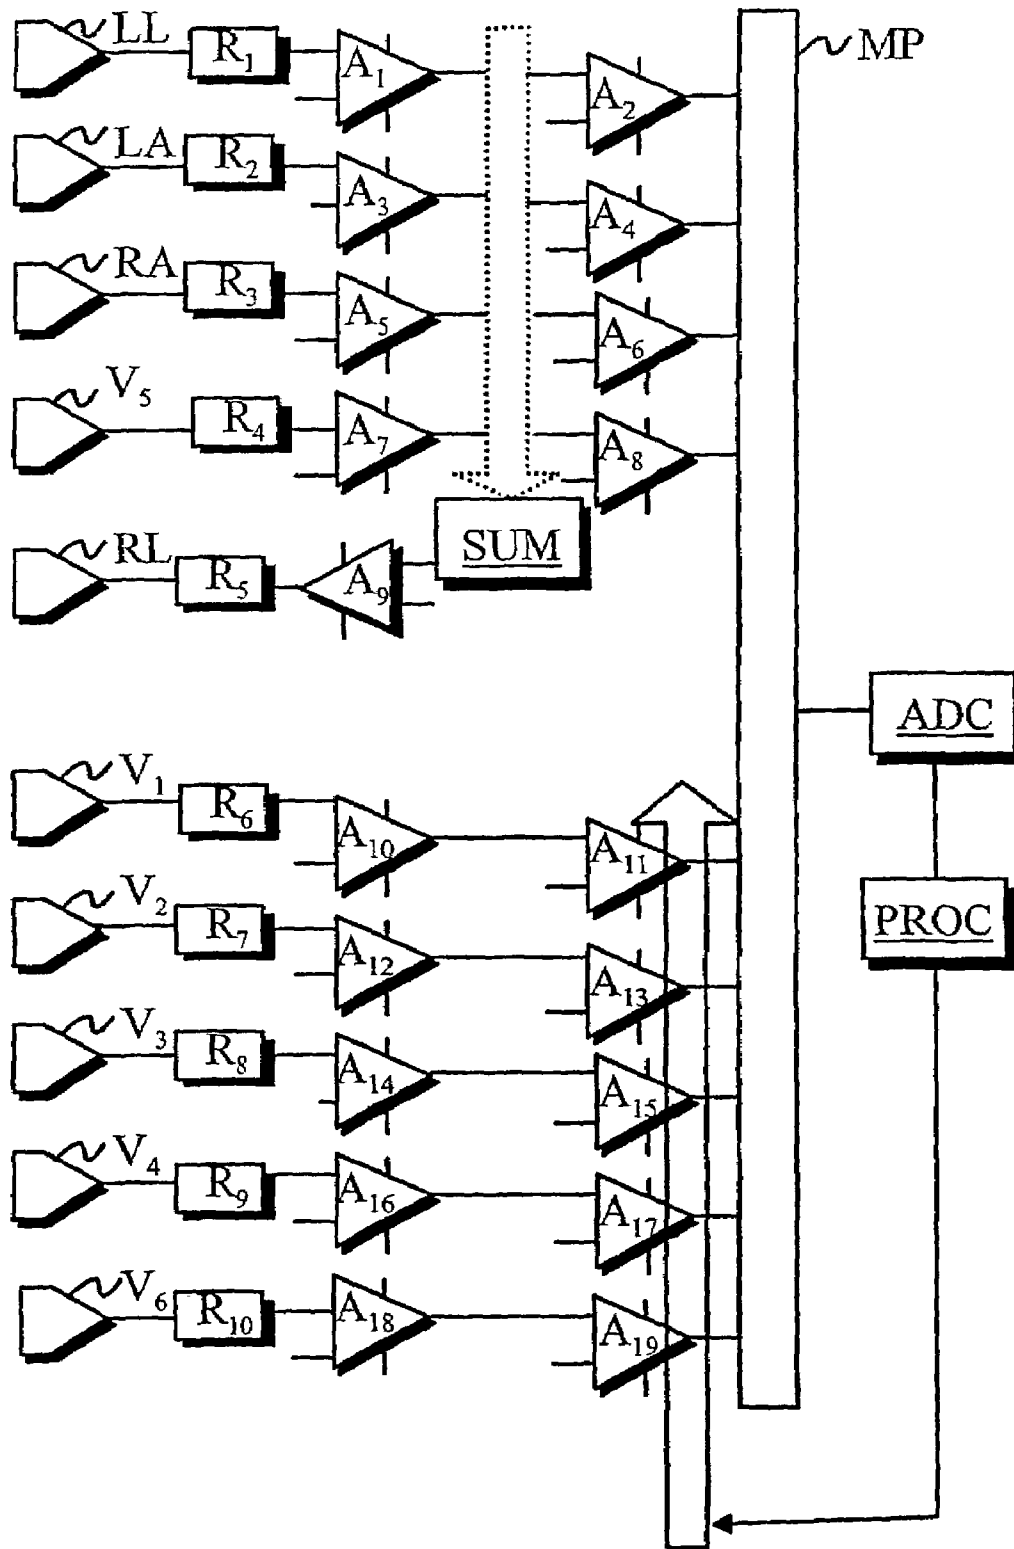 LL R₁ A₁ A₂ MP
LA R₂ A₃ A₄
RA R₃ A₅ A₆
V₅ R₄ A₇ A₈
SUM
RL R₅ A₉
ADC
V₁ R₆ A₁₀ A₁₁
PROC
V₂ R₇ A₁₂ A₁₃
V₃ R₈ A₁₄ A₁₅
V₄ R₉ A₁₆ A₁₇
V₆ R₁₀ A₁₈ A₁₉